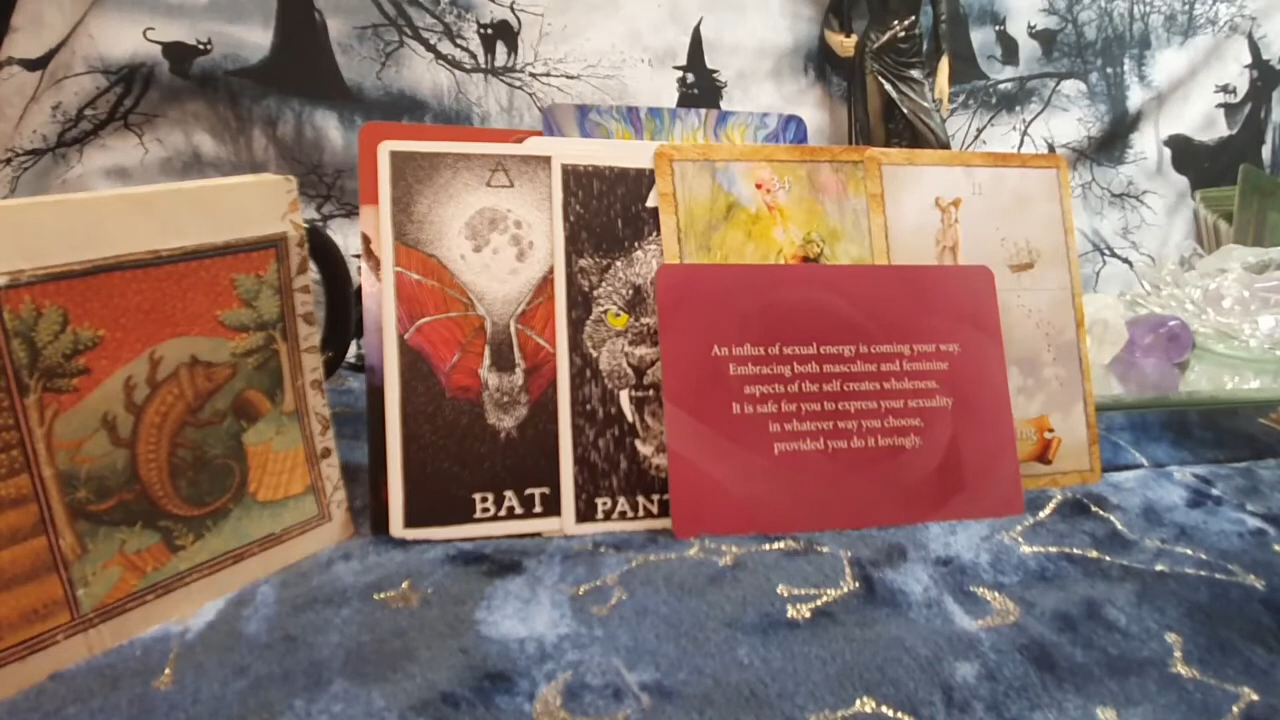 34
11
An influx of sexual energy is coming your way.
Embracing both masculine and feminine
aspects of the self creates wholeness.
It is safe for you to express your sexuality
in whatever way you choose,
provided you do it lovingly.
ng
BAT
PANT